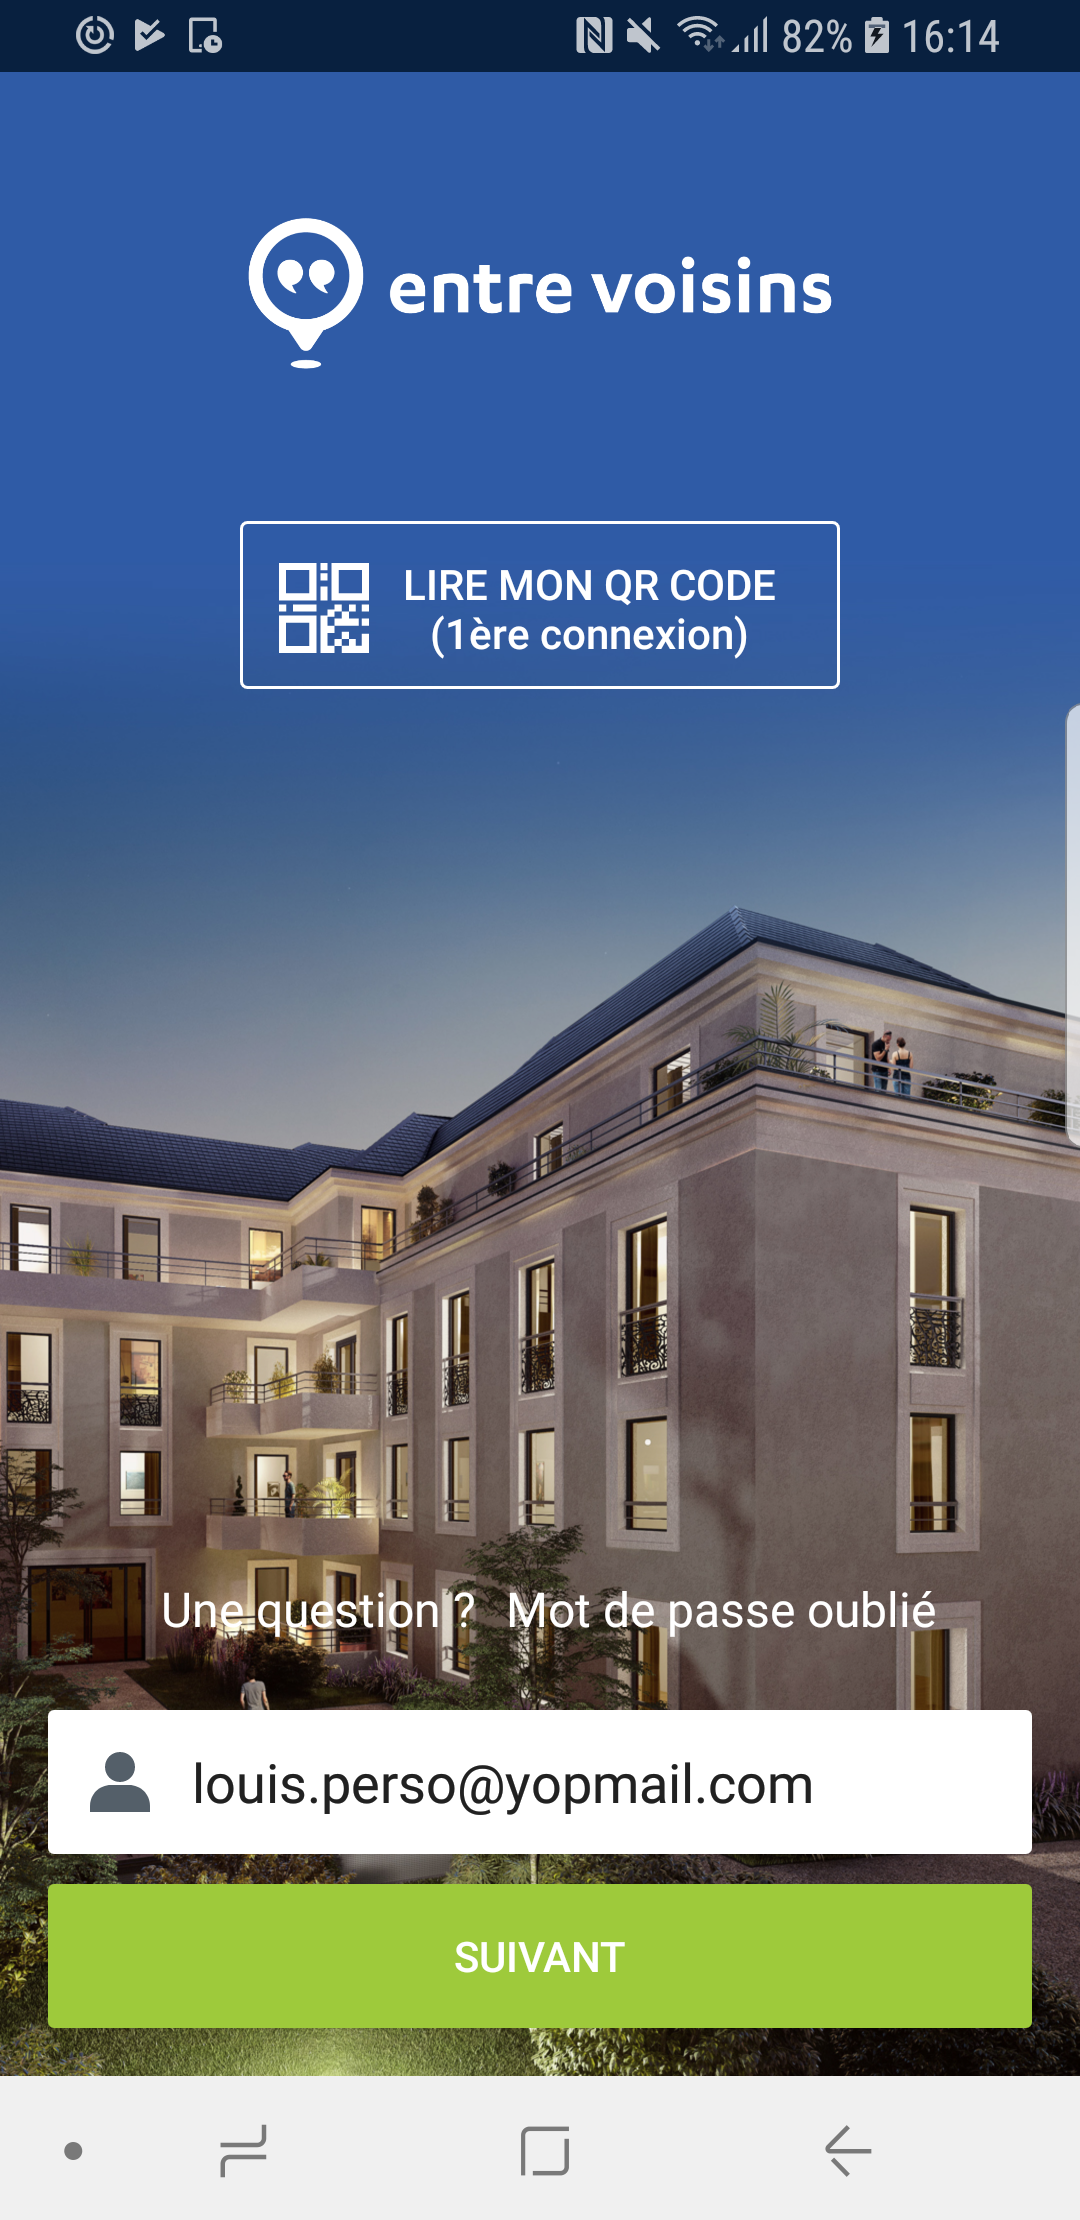 82% 16:14
entre voisins
LIRE MON QR CODE
(1ère connexion)
Une question ? Mot de passe oublié
louis.perso@yopmail.com
SUIVANT